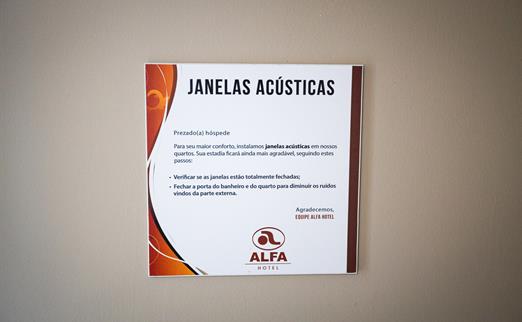 JANELAS ACÚSTICAS
Prezado(a) hóspede
Para seu maior conforto, instalamos janelas acústicas em nossos
quartos. Sua estadia ficará ainda mais agradável, seguindo estes
passos:
• Verificar se as janelas estão totalmente fechadas;
• Fechar a porta do banheiro e do quarto para diminuir os ruídos
vindos da parte externa.
Agradecemos,
EQUIPE ALFA HOTEL
ALFA
HOTEL